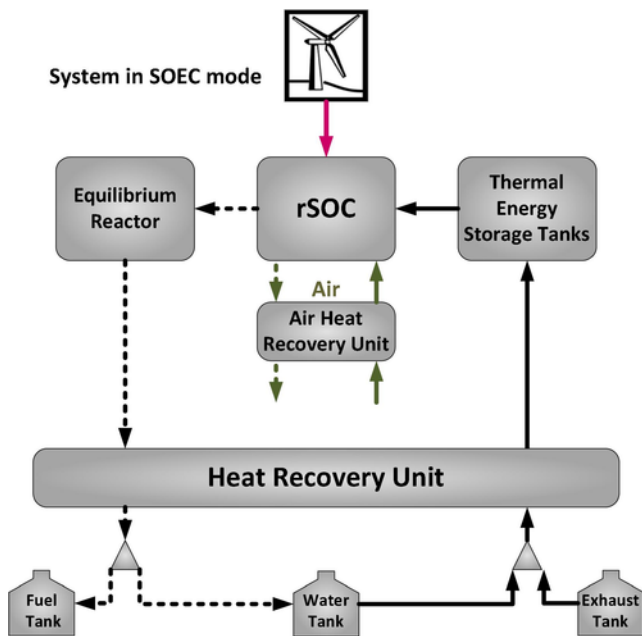 System in SOEC mode
Equilibrium
Reactor
rSOC
Thermal
Energy
Storage Tanks
Air
Air Heat
Recovery Unit
Heat Recovery Unit
Fuel
Tank
Water
Tank
Exhaust
Tank